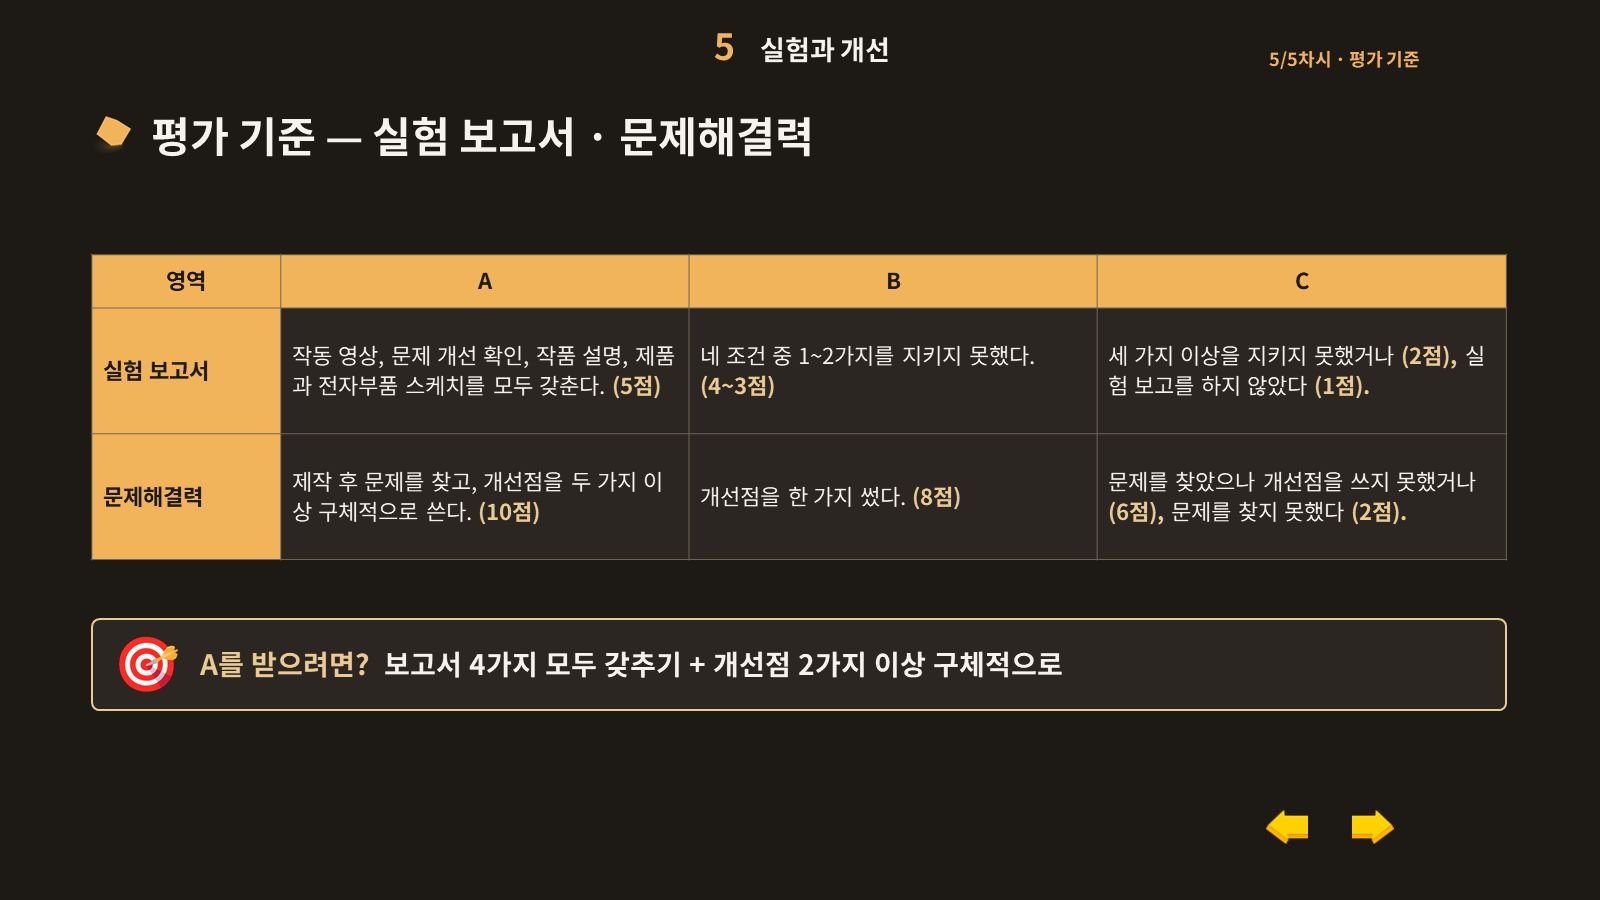 5 실험과 개선
5/5차시 · 평가 기준
평가 기준 — 실험 보고서 · 문제해결력
영역
A
B
C
실험 보고서
작동 영상, 문제 개선 확인, 작품 설명, 제품
과 전자부품 스케치를 모두 갖춘다. (5점)
네 조건 중 1~2가지를 지키지 못했다.
(4~3점)
세 가지 이상을 지키지 못했거나 (2점), 실
험 보고를 하지 않았다 (1점).
문제해결력
제작 후 문제를 찾고, 개선점을 두 가지 이
상 구체적으로 쓴다. (10점)
개선점을 한 가지 썼다. (8점)
문제를 찾았으나 개선점을 쓰지 못했거나
(6점), 문제를 찾지 못했다 (2점).
A를 받으려면? 보고서 4가지 모두 갖추기 + 개선점 2가지 이상 구체적으로